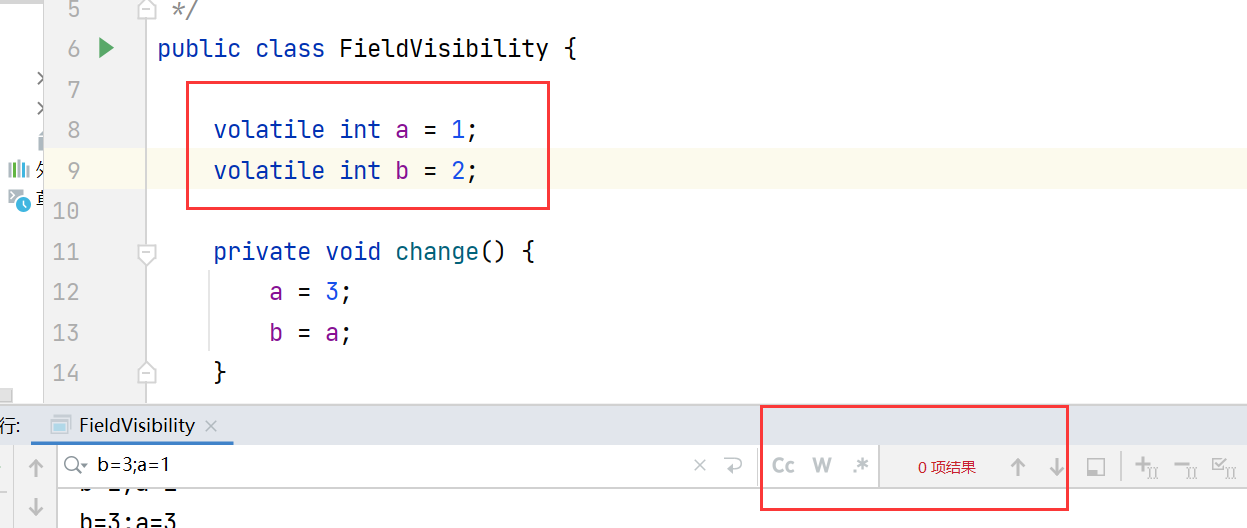 5 */
6 public class FieldVisibility {
7
8 volatile int a = 1;
9 volatile int b = 2;
10
11 private void change() {
12 a = 3;
13 b = a;
14 }
行: FieldVisibility ×
b=3;a=1 Cc W .* 0 项结果
b=3;a=3